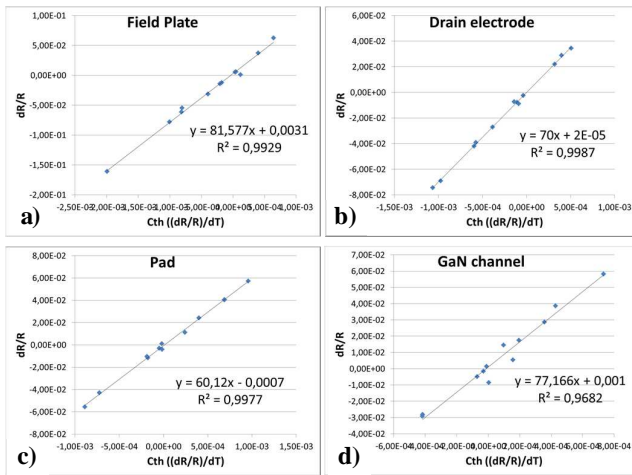 Field Plate
1,00E-01
5,00E-02
0,00E+00
-5,00E-02
-1,00E-01
-1,50E-01
-2,00E-01
dR/R
y = 81,577x + 0,0031
R² = 0,9929
-2,50E-03 -2,00E-03 -1,50E-03 -1,00E-03 -5,00E-04 0,00E+00 5,00E-04 1,00E-03
Cth ((dR/R)/dT)
a)
Drain electrode
6,00E-02
4,00E-02
2,00E-02
0,00E+00
-2,00E-02
-4,00E-02
-6,00E-02
-8,00E-02
dR/R
y = 70x + 2E-05
R² = 0,9987
-1,50E-03 -1,00E-03 -5,00E-04 0,00E+00 5,00E-04 1,00E-03
Cth ((dR/R)/dT)
b)
Pad
8,00E-02
6,00E-02
4,00E-02
2,00E-02
0,00E+00
-2,00E-02
-4,00E-02
-6,00E-02
-8,00E-02
dR/R
y = 60,12x - 0,0007
R² = 0,9977
-1,00E-03 -5,00E-04 0,00E+00 5,00E-04 1,00E-03 1,50E-03
Cth ((dR/R)/dT)
c)
GaN channel
7,00E-02
6,00E-02
5,00E-02
4,00E-02
3,00E-02
2,00E-02
1,00E-02
0,00E+00
-1,00E-02
-2,00E-02
-3,00E-02
-4,00E-02
dR/R
y = 77,166x + 0,001
R² = 0,9682
-6,00E-04 -4,00E-04 -2,00E-04 0,00E+00 2,00E-04 4,00E-04 6,00E-04 8,00E-04
Cth ((dR/R)/dT)
d)